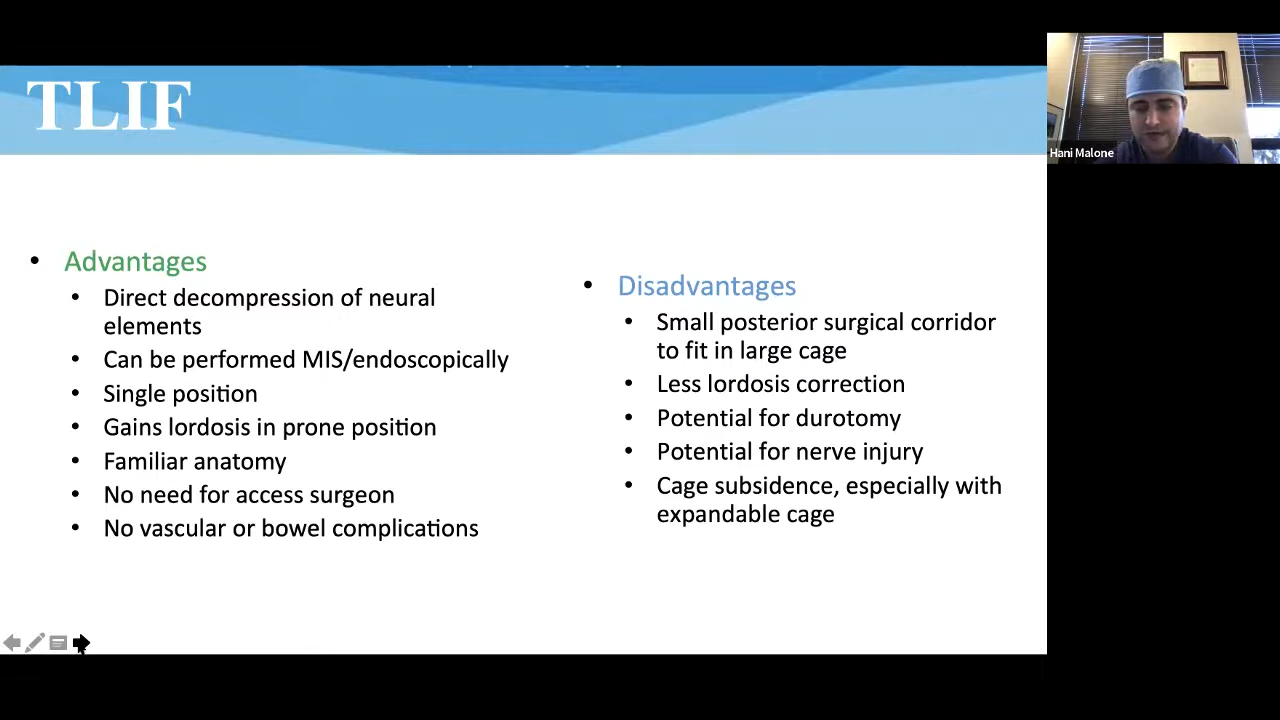 TLIF
Hani Malone
• Advantages
• Direct decompression of neural
elements
• Can be performed MIS/endoscopically
• Single position
• Gains lordosis in prone position
• Familiar anatomy
• No need for access surgeon
• No vascular or bowel complications
• Disadvantages
• Small posterior surgical corridor
to fit in large cage
• Less lordosis correction
• Potential for durotomy
• Potential for nerve injury
• Cage subsidence, especially with
expandable cage